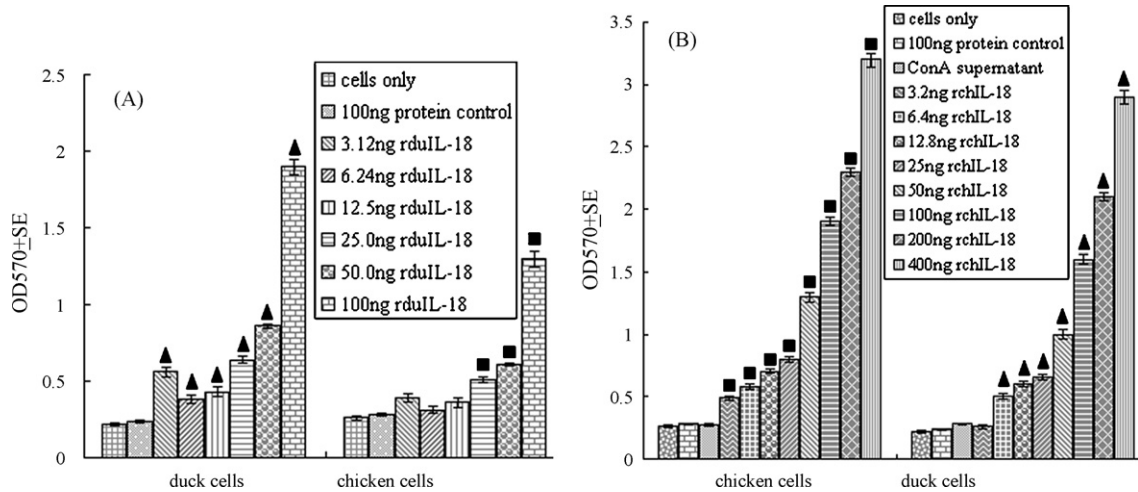 (A)
2.5
2
1.5
1
0.5
0
OD570±SE
cells only
100ng protein control
3.12ng rduIL-18
6.24ng rduIL-18
12.5ng rduIL-18
25.0ng rduIL-18
50.0ng rduIL-18
100ng rduIL-18
duck cells
chicken cells
(B)
3.5
3
2.5
2
1.5
1
0.5
0
OD570±SE
cells only
100ng protein control
ConA supernatant
3.2ng rchIL-18
6.4ng rchIL-18
12.8ng rchIL-18
25ng rchIL-18
50ng rchIL-18
100ng rchIL-18
200ng rchIL-18
400ng rchIL-18
chicken cells
duck cells